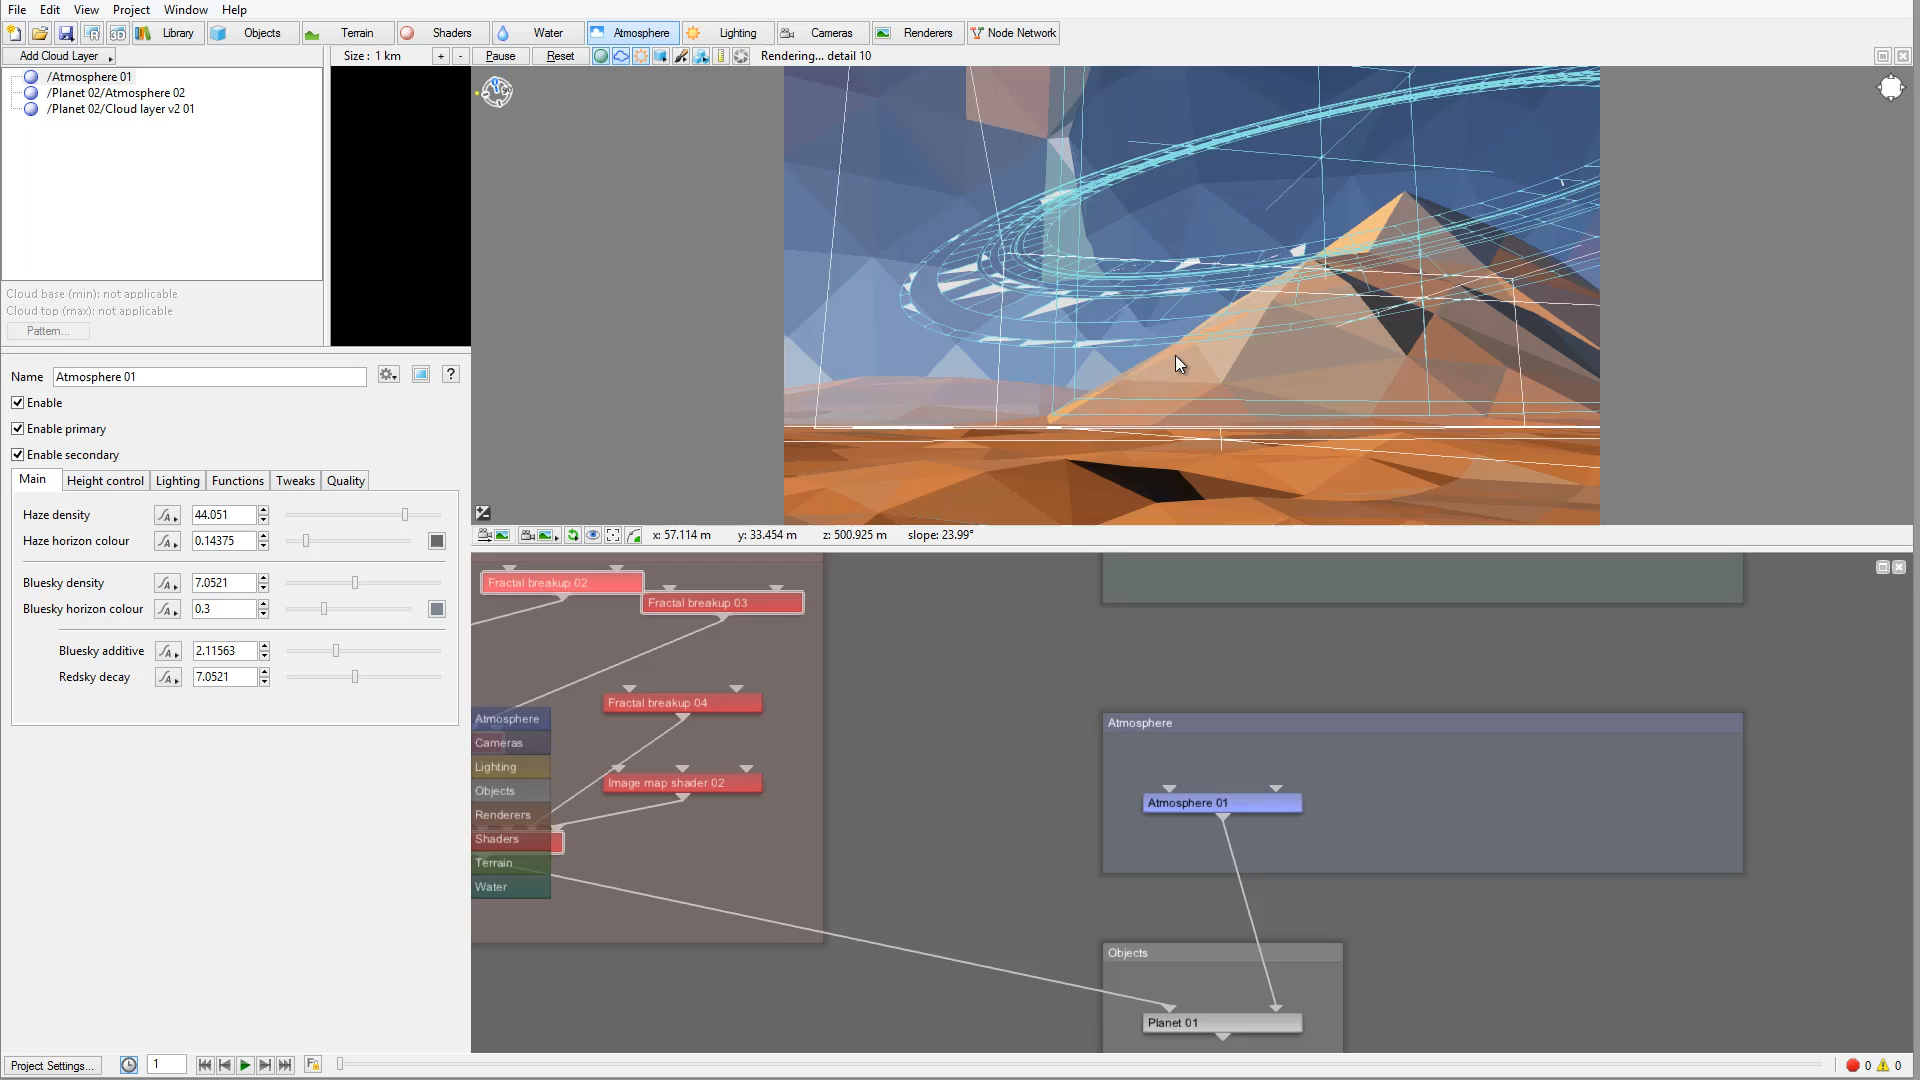 File Edit View Project Window Help
Library Objects Terrain Shaders Water Atmosphere Lighting Cameras Renderers Node Network
Add Cloud Layer Size: 1 km + - Pause Reset Rendering... detail 10
/Atmosphere 01
/Planet 02/Atmosphere 02
/Planet 02/Cloud layer v2 01
Cloud base (min): not applicable
Cloud top (max): not applicable
Pattern...
Name Atmosphere 01 ?
Enable
Enable primary
Enable secondary
Main Height control Lighting Functions Tweaks Quality
Haze density 44.051
Haze horizon colour 0.14375
Bluesky density 7.0521
Bluesky horizon colour 0.3
Bluesky additive 2.11563
Redsky decay 7.0521
x: 57.114 m y: 33.454 m z: 500.925 m slope: 23.99°
Fractal breakup 02
Fractal breakup 03
Fractal breakup 04
Image map shader 02
Atmosphere
Cameras
Lighting
Objects
Renderers
Shaders
Terrain
Water
Atmosphere
Atmosphere 01
Objects
Planet 01
Project Settings... 1 0 0